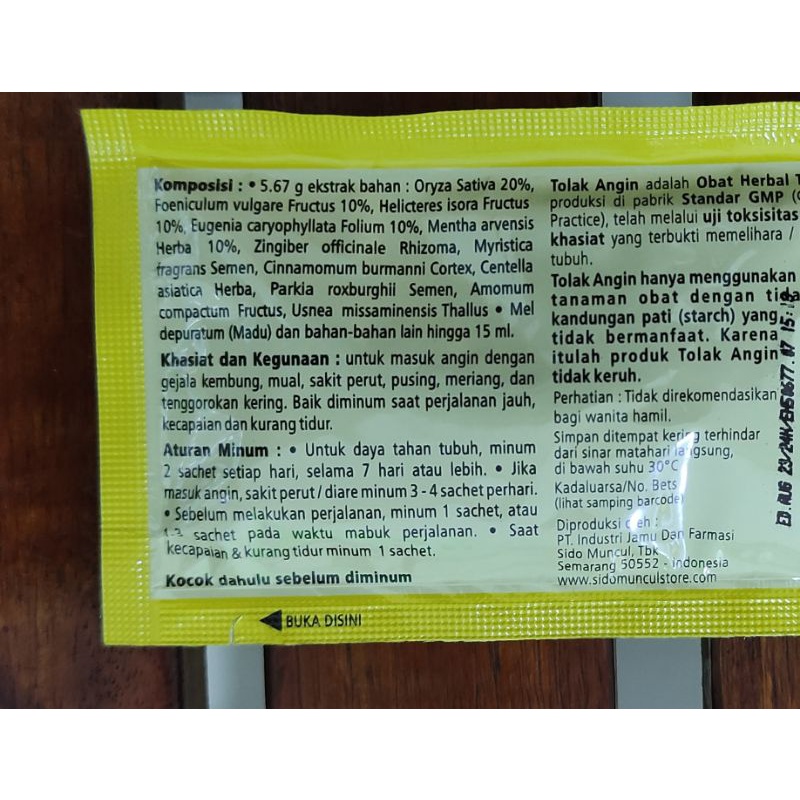 Komposisi : • 5.67 g ekstrak bahan : Oryza Sativa 20%,
Foeniculum vulgare Fructus 10%, Helicteres isora Fructus
10%, Eugenia caryophyllata Folium 10%, Mentha arvensis
Herba 10%, Zingiber officinale Rhizoma, Myristica
fragrans Semen, Cinnamomum burmanni Cortex, Centella
asiatica Herba, Parkia roxburghii Semen, Amomum
compactum Fructus, Usnea missaminensis Thallus • Mel
depuratum (Madu) dan bahan-bahan lain hingga 15 ml.
Khasiat dan Kegunaan : untuk masuk angin dengan
gejala kembung, mual, sakit perut, pusing, meriang, dan
tenggorokan kering. Baik diminum saat perjalanan jauh,
kecapaian dan kurang tidur.
Aturan Minum : • Untuk daya tahan tubuh, minum
2 sachet setiap hari, selama 7 hari atau lebih. • Jika
masuk angin, sakit perut / diare minum 3 - 4 sachet perhari.
• Sebelum melakukan perjalanan, minum 1 sachet, atau
sachet pada waktu mabuk perjalanan. • Saat
kecapaian & kurang tidur minum 1 sachet.
Kocok dahulu sebelum diminum
BUKA DISINI
Tolak Angin adalah Obat Herbal
produksi di pabrik Standar GMP
Practice), telah melalui uji toksisitas
khasiat yang terbukti memelihara /
tubuh.
Tolak Angin hanya menggunakan
tanaman obat dengan tidak
kandungan pati (starch) yang
tidak bermanfaat. Karena
itulah produk Tolak Angin
tidak keruh.
Perhatian : Tidak direkomendasikan
bagi wanita hamil.
Simpan ditempat kering terhindar
dari sinar matahari langsung,
di bawah suhu 30°C
Kadaluarsa/No. Bets
(lihat samping barcode)
Diproduksi oleh :
PT. Industri Jamu Dan Farmasi
Sido Muncul, Tbk
Semarang 50552 - Indonesia
www.sidomunculstore.com
ED. AUG 23/24H/